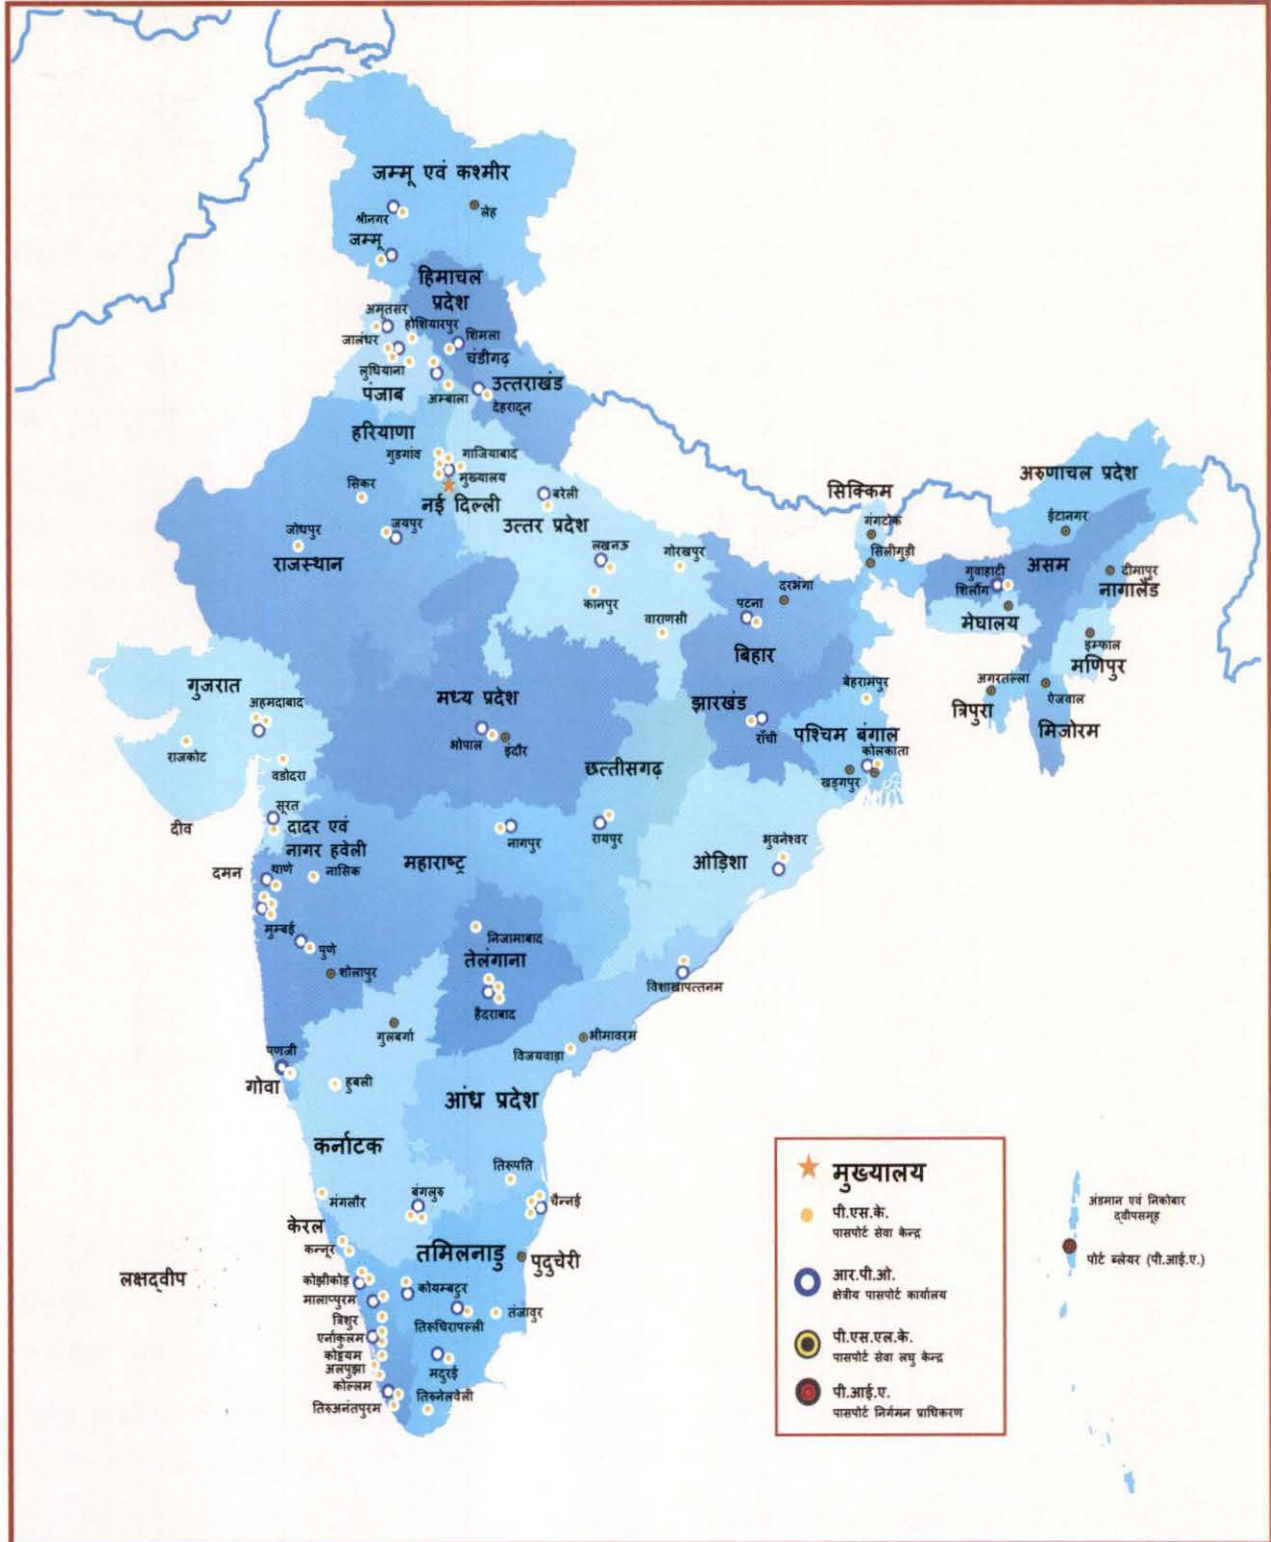 जम्मू एवं कश्मीर
श्रीनगर
लेह
जम्मू
हिमाचल
प्रदेश
अमृतसर
होशियारपुर
शिमला
जालंधर
चंडीगढ़
लुधियाना
उत्तराखंड
पंजाब
अम्बाला
देहरादून
हरियाणा
गुडगांव
गाजियाबाद
मुख्यालय
सिकर
नई दिल्ली
बरेली
उत्तर प्रदेश
जोधपुर
जयपुर
राजस्थान
लखनऊ
गोरखपुर
कानपुर
वाराणसी
सिक्किम
गंगटोक
सिलीगुड़ी
अरुणाचल प्रदेश
ईटानगर
असम
गुवाहाटी
शिलौंग
दीमापुर
नागालैंड
मेघालय
इम्फाल
मणिपुर
अगरतल्ला
ऐजवाल
त्रिपुरा
मिजोरम
दरभंगा
पटना
बिहार
बेहरामपुर
झारखंड
राँची
पश्चिम बंगाल
कोलकाता
खड़गपुर
गुजरात
अहमदाबाद
राजकोट
वडोदरा
मध्य प्रदेश
भोपाल
इंदौर
छत्तीसगढ़
सूरत
दीव
दादर एवं
नागर हवेली
नागपुर
रायपुर
भुवनेश्वर
ओड़िशा
महाराष्ट्र
दमन
थाणे
नासिक
मुम्बई
पुणे
शोलापुर
निजामाबाद
तेलंगाना
हैदराबाद
विशाखापत्तनम
गुलबर्गा
भीमावरम
विजयवाड़ा
पणजी
गोवा
हुबली
आंध्र प्रदेश
कर्नाटक
तिरुपति
मंगलौर
बंगलुरु
चैन्नई
केरल
कन्नूर
तमिलनाडु
पुदुचेरी
लक्षद्वीप
कोझीकोड़
कोयम्बटुर
मालाप्पुरम
त्रिशुर
तिरुचिरापल्ली
तंजावुर
एर्नाकुलम
कोट्टयम
अलपुझा
मदुरई
कोल्लम
तिरुनेलवेली
तिरुअनंतपुरम
मुख्यालय
पी.एस.के.
पासपोर्ट सेवा केन्द्र
आर.पी.ओ.
क्षेत्रीय पासपोर्ट कार्यालय
पी.एस.एल.के.
पासपोर्ट सेवा लघु केन्द्र
पी.आई.ए.
पासपोर्ट निर्गमन प्राधिकरण
अंडमान एवं निकोबार
द्वीपसमूह
पोर्ट ब्लेयर (पी.आई.ए.)